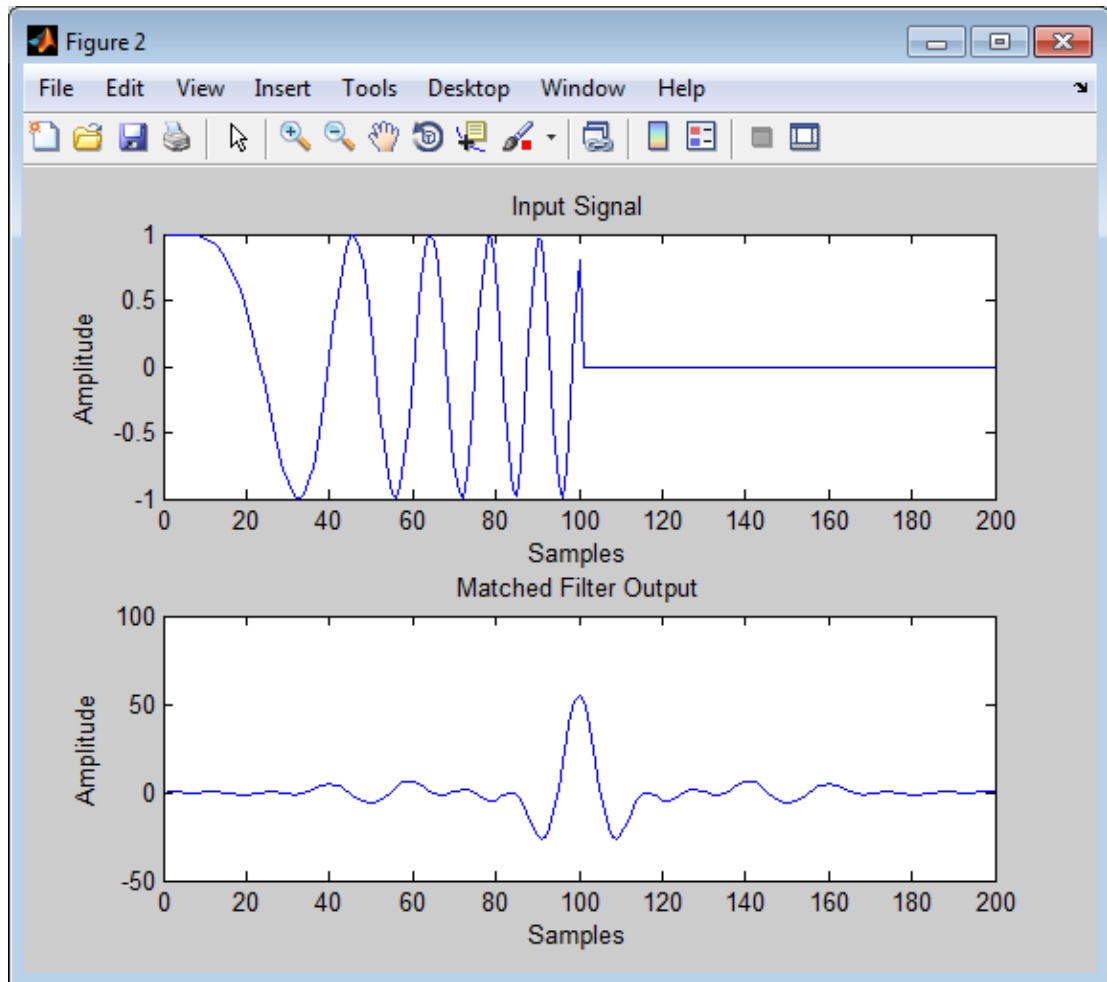 Figure 2
File Edit View Insert Tools Desktop Window Help
Input Signal
1
0.5
0
-0.5
-1
Amplitude
0 20 40 60 80 100 120 140 160 180 200
Samples
Matched Filter Output
100
50
0
-50
Amplitude
0 20 40 60 80 100 120 140 160 180 200
Samples